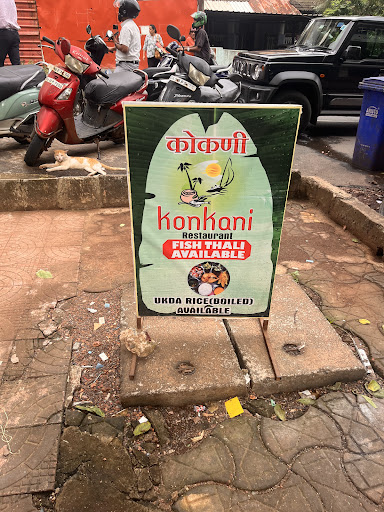 कोकणी
Konkani
Restaurant
FISH THALI
AVAILABLE
UKDA RICE(BOILED)
AVAILABLE